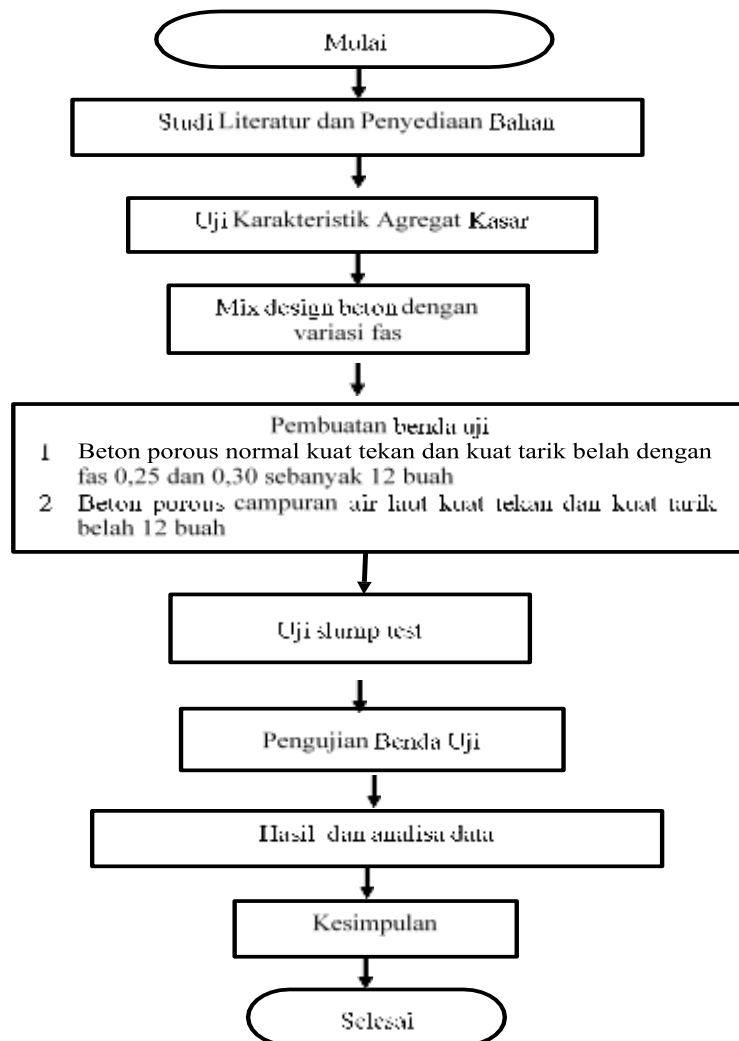 Mulai
Studi Literatur dan Penyediaan Bahan
Uji Karakteristik Agregat Kasar
Mix design beton dengan
variasi fas
Pembuatan benda uji
1 Beton porous normal kuat tekan dan kuat tarik belah dengan
fas 0,25 dan 0,30 sebanyak 12 buah
2 Beton porous campuran air laut kuat tekan dan kuat tarik
belah 12 buah
Uji slump test
Pengujian Benda Uji
Hasil dan analisa data
Kesimpulan
Selesai